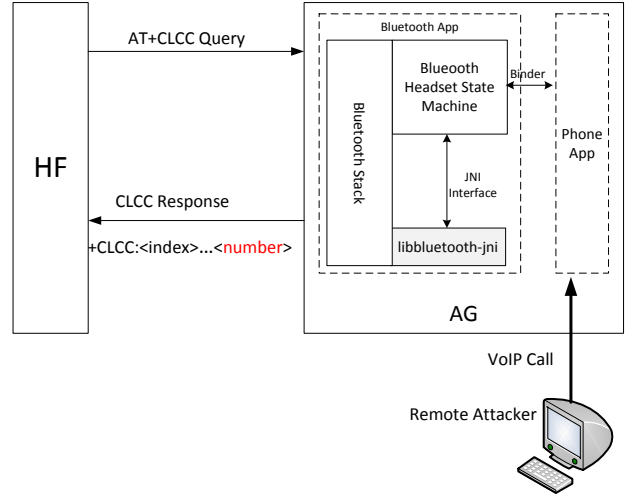 AT+CLCC Query
HF
CLCC Response
+CLCC:<index>...<number>
Bluetooth App
Bluetooth Stack
Blueooth
Headset State
Machine
Binder
JNI
Interface
libbluetooth-jni
Phone
App
AG
VoIP Call
Remote Attacker